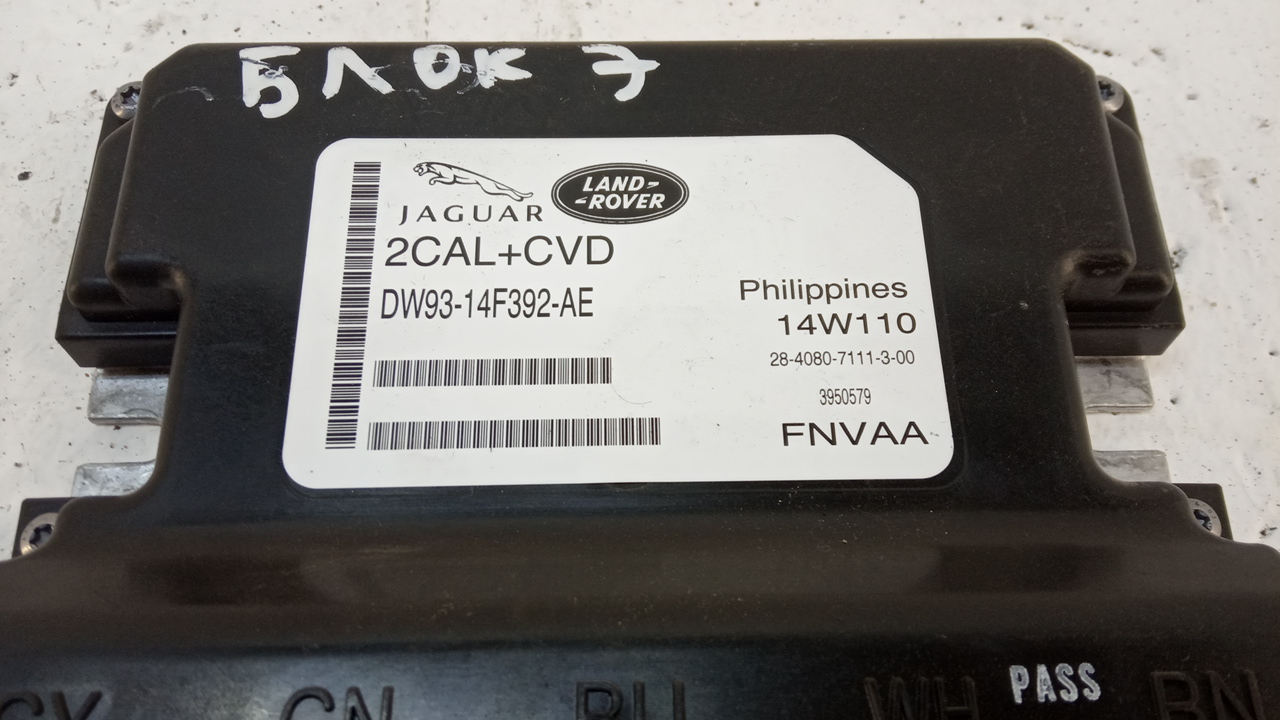 БЛОК Э
JAGUAR
LAND-
-ROVER
2CAL+CVD
DW93-14F392-AE
Philippines
14W110
28-4080-7111-3-00
3950579
FNVAA
PASS
WH